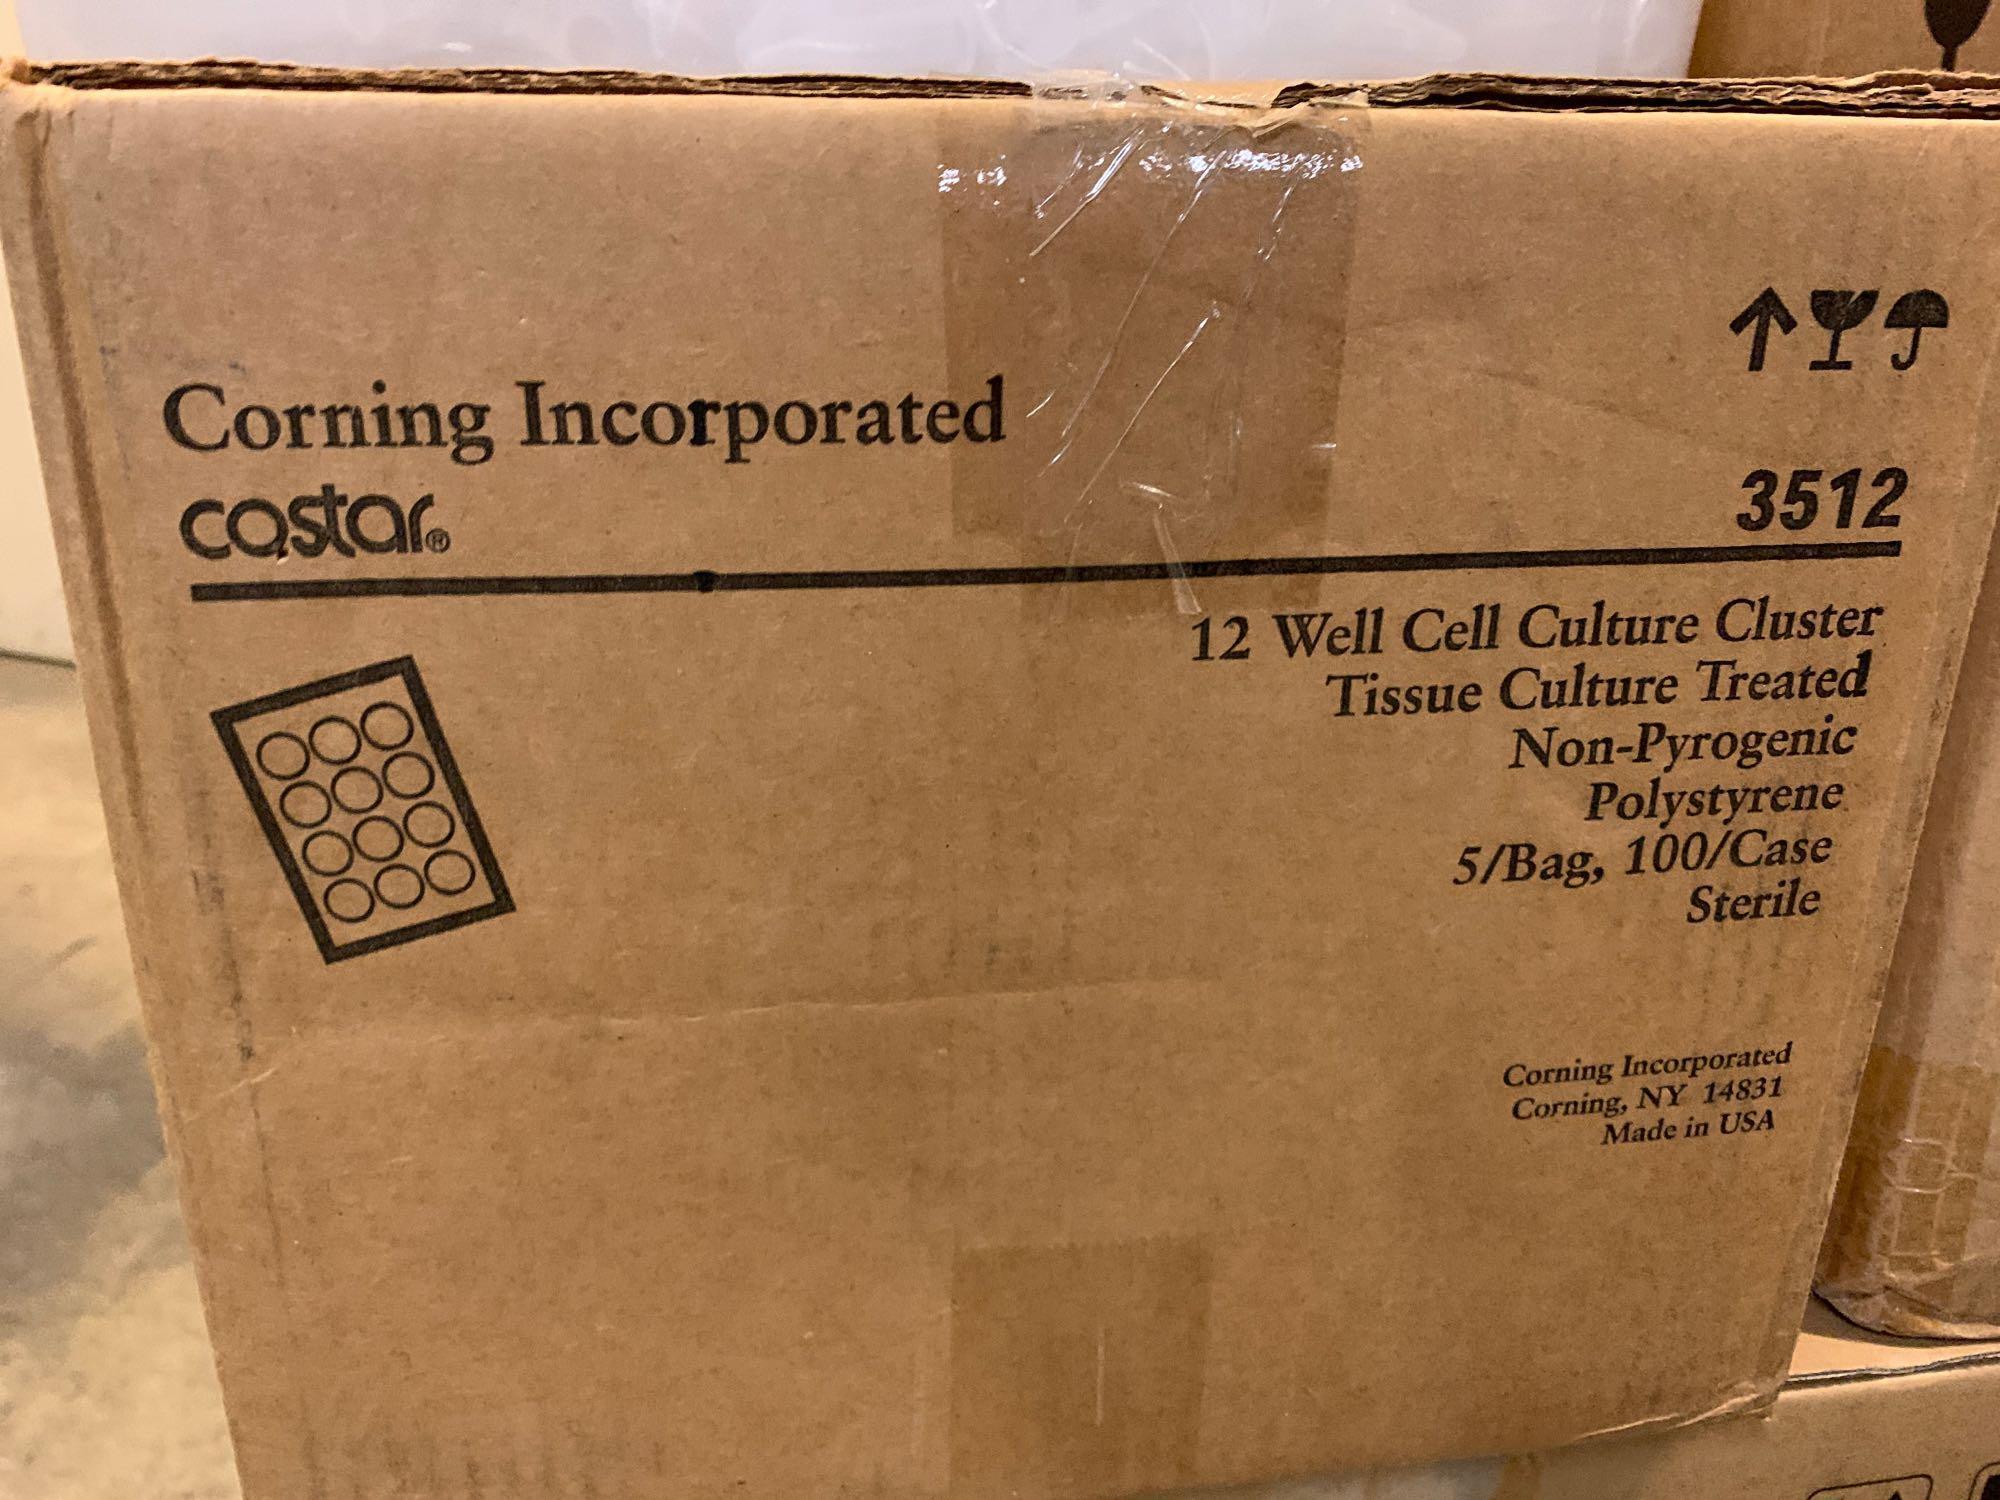 Corning Incorporated
costar®
3512
12 Well Cell Culture Cluster
Tissue Culture Treated
Non-Pyrogenic
Polystyrene
5/Bag, 100/Case
Sterile
Corning Incorporated
Corning, NY 14831
Made in USA